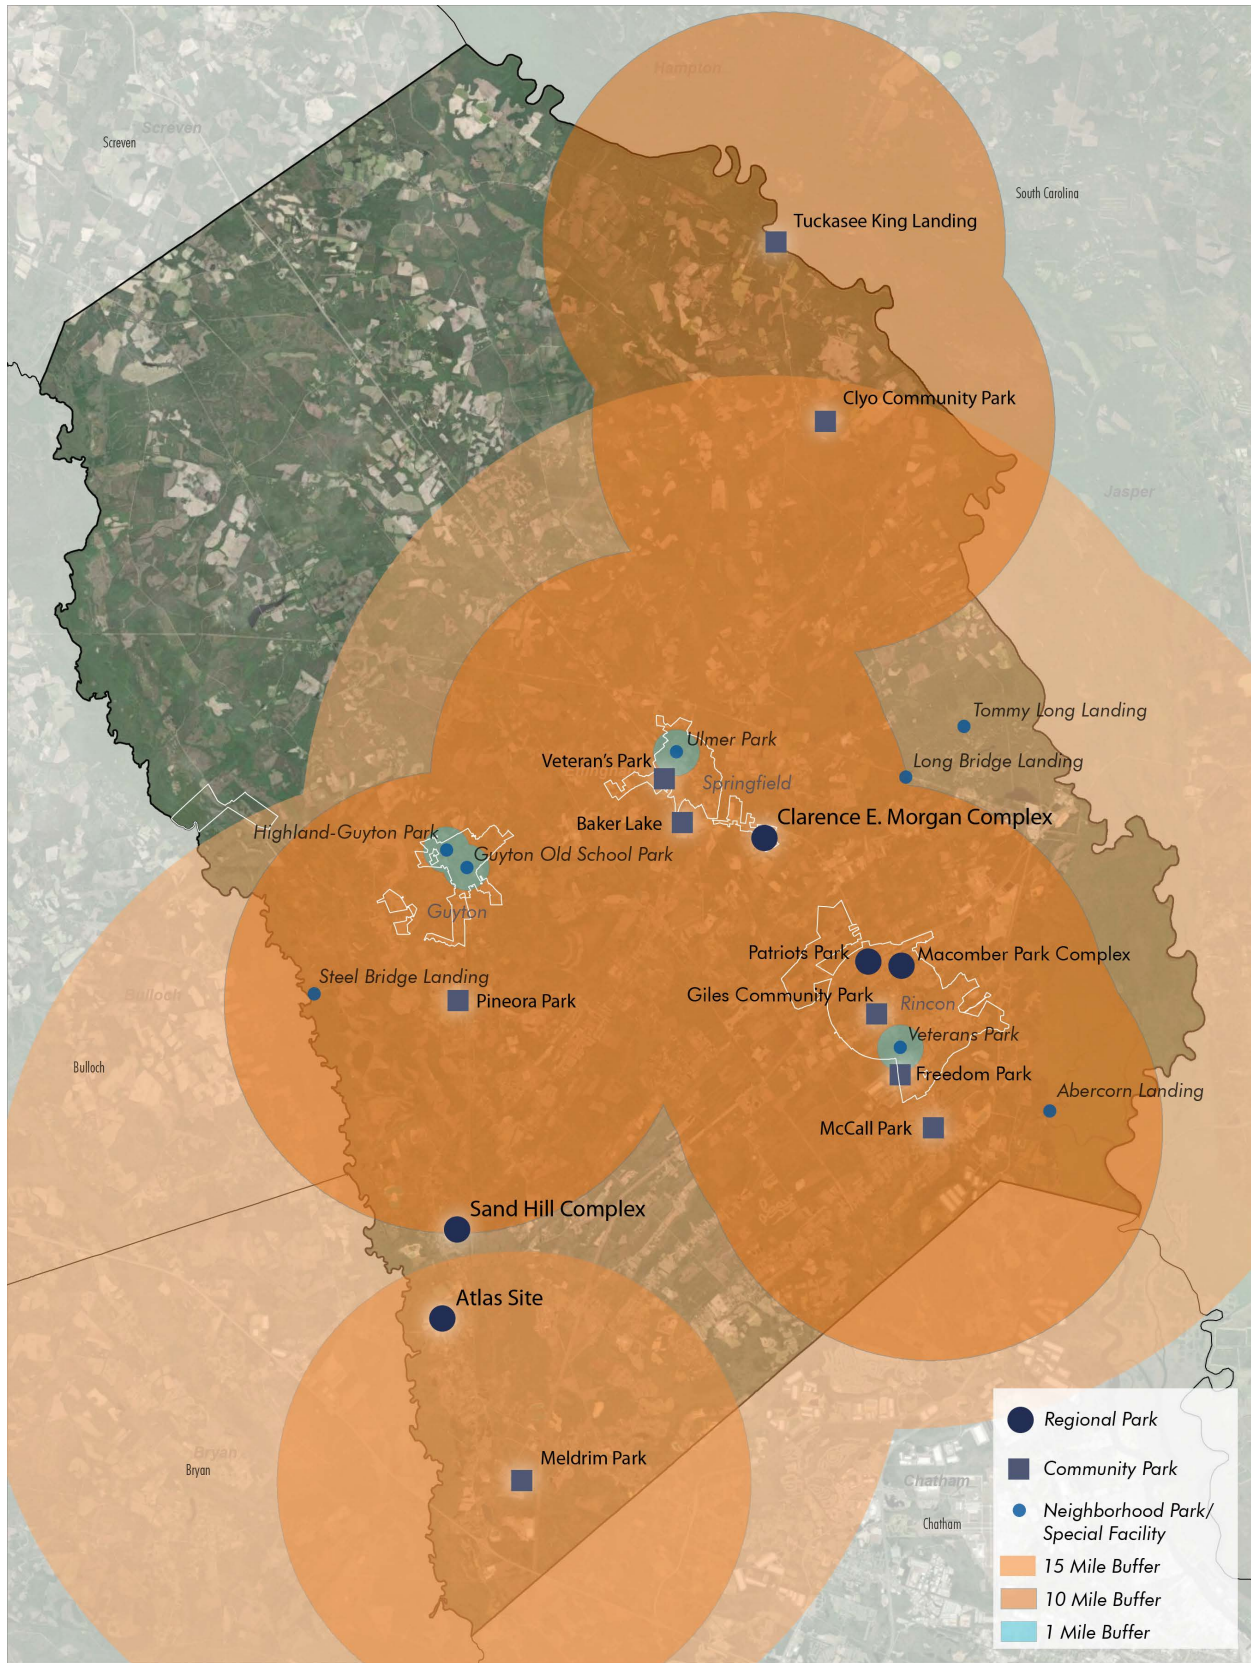 Hampton
Screven
Screven
South Carolina
Tuckasee King Landing
Clyo Community Park
Jasper
Tommy Long Landing
Ulmer Park
Veteran's Park
Long Bridge Landing
Springfield
Baker Lake
Clarence E. Morgan Complex
Highland-Guyton Park
Guyton Old School Park
Guyton
Patriots Park
Macomber Park Complex
Steel Bridge Landing
Pineora Park
Giles Community Park
Rincon
Bulloch
Veterans Park
Bulloch
Freedom Park
Abercorn Landing
McCall Park
Sand Hill Complex
Atlas Site
Meldrim Park
Bryan
Bryan
Chatham
Chatham
Regional Park
Community Park
Neighborhood Park/
Special Facility
15 Mile Buffer
10 Mile Buffer
1 Mile Buffer